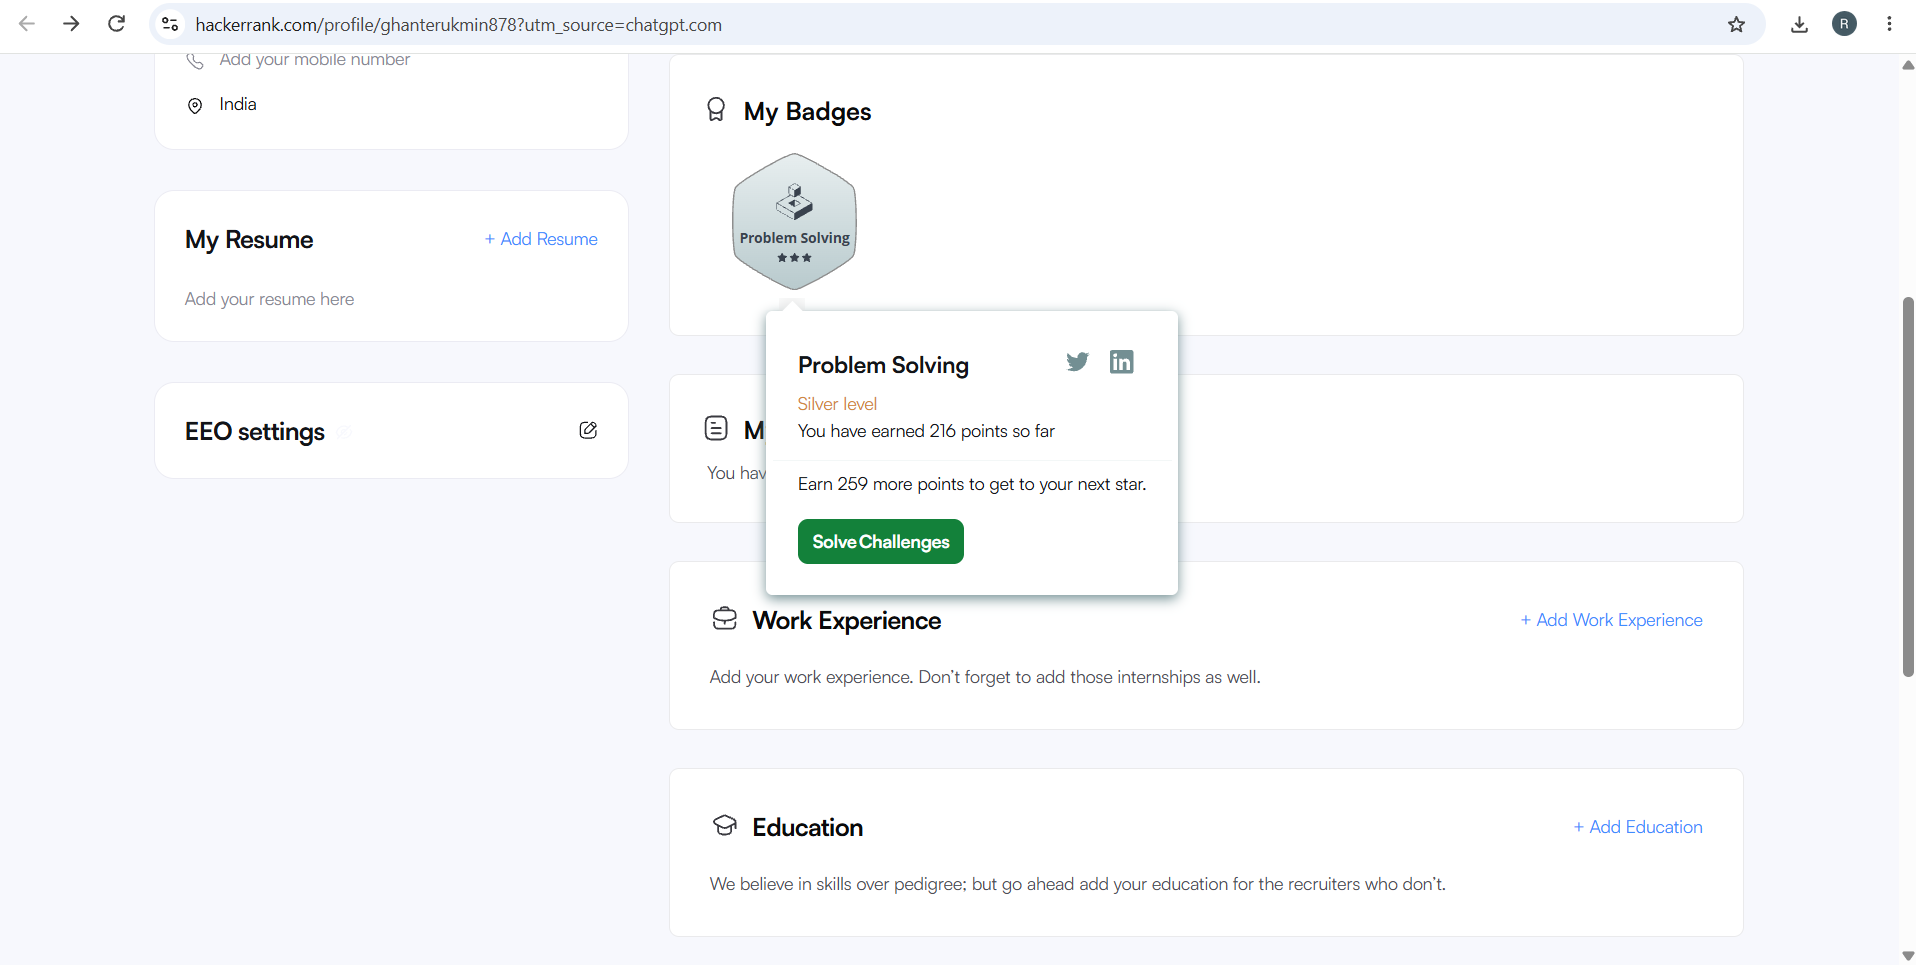 hackerrank.com/profile/ghanterukmin878?utm_source=chatgpt.com
R
Add your mobile number
India
My Resume
+ Add Resume
Add your resume here
EEO settings
My Badges
Problem Solving
Problem Solving
Silver level
You have earned 216 points so far
Earn 259 more points to get to your next star.
Solve Challenges
M
You hav
Work Experience
+ Add Work Experience
Add your work experience. Don't forget to add those internships as well.
Education
+ Add Education
We believe in skills over pedigree; but go ahead add your education for the recruiters who don't.